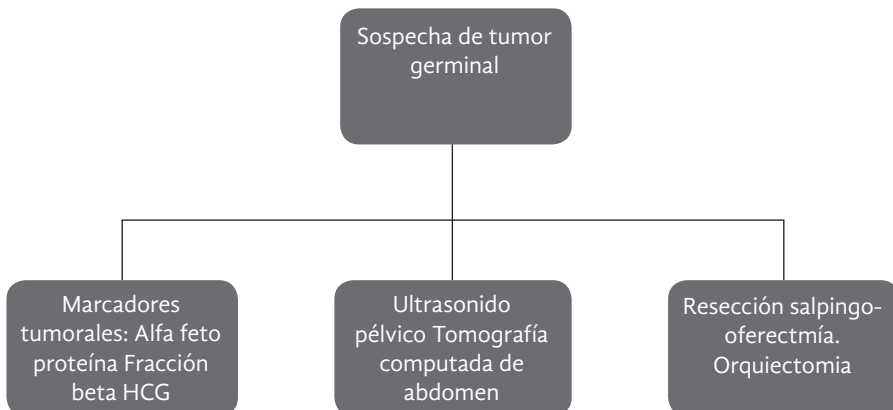 Sospecha de tumor
germinal
Marcadores
tumorales: Alfa feto
proteína Fracción
beta HCG
Ultrasonido
pélvico Tomografía
computada de
abdomen
Resección salpingo-
oferectmía.
Orquiectomia